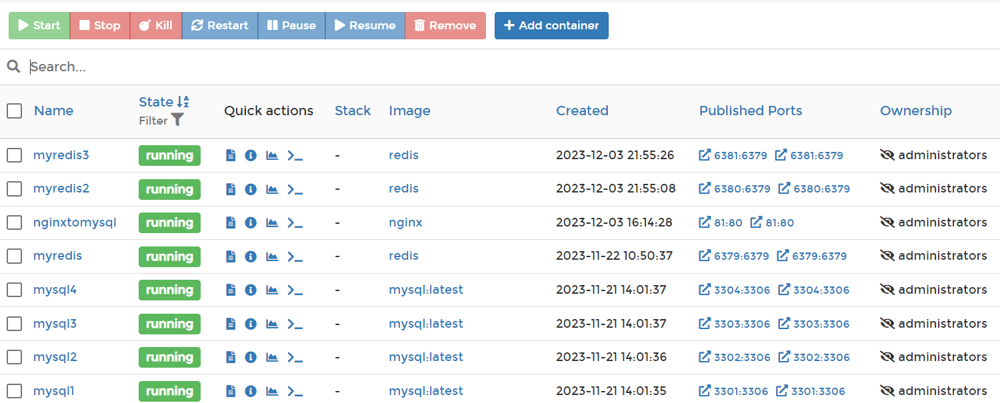 Start Stop Kill Restart Pause Resume Remove Add container
Search...
Name State Filter Quick actions Stack Image Created Published Ports Ownership
myredis3 running - redis 2023-12-03 21:55:26 6381:6379 6381:6379 administrators
myredis2 running - redis 2023-12-03 21:55:08 6380:6379 6380:6379 administrators
nginxtomysql running - nginx 2023-12-03 16:14:28 81:80 81:80 administrators
myredis running - redis 2023-11-22 10:50:37 6379:6379 6379:6379 administrators
mysql4 running - mysql:latest 2023-11-21 14:01:37 3304:3306 3304:3306 administrators
mysql3 running - mysql:latest 2023-11-21 14:01:37 3303:3306 3303:3306 administrators
mysql2 running - mysql:latest 2023-11-21 14:01:36 3302:3306 3302:3306 administrators
mysql1 running - mysql:latest 2023-11-21 14:01:35 3301:3306 3301:3306 administrators